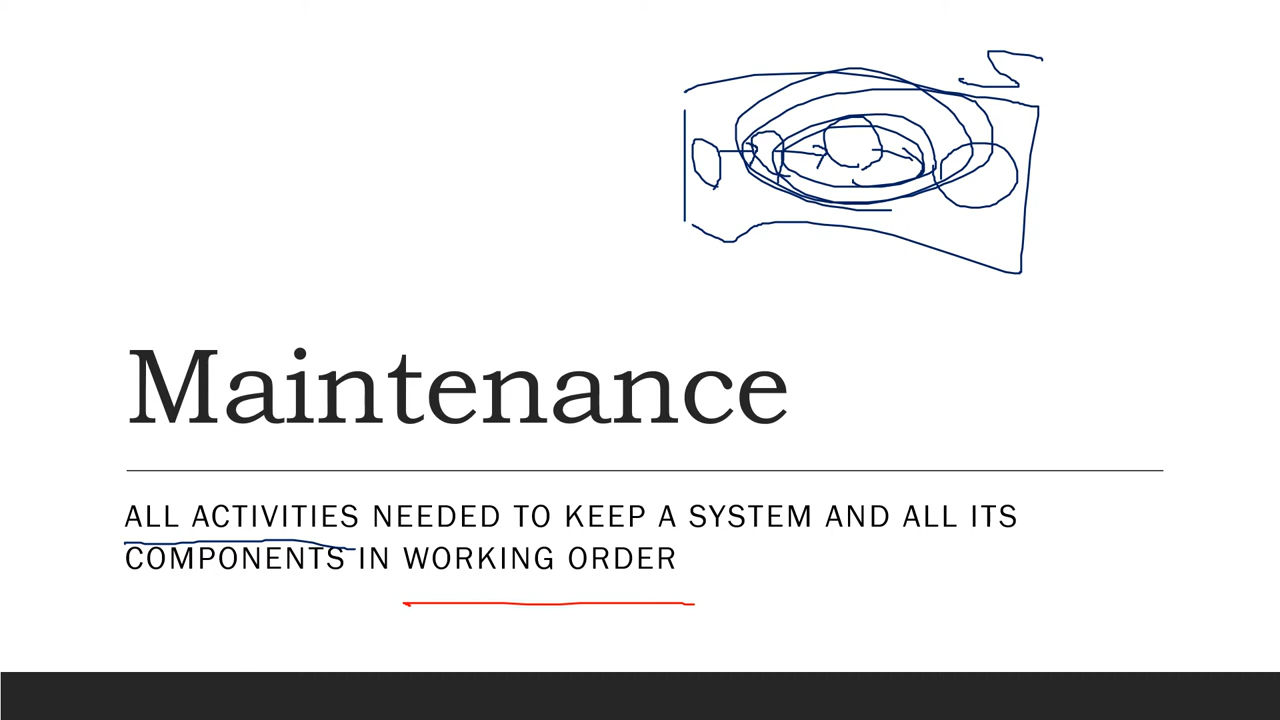 Maintenance
ALL ACTIVITIES NEEDED TO KEEP A SYSTEM AND ALL ITS
COMPONENTS IN WORKING ORDER